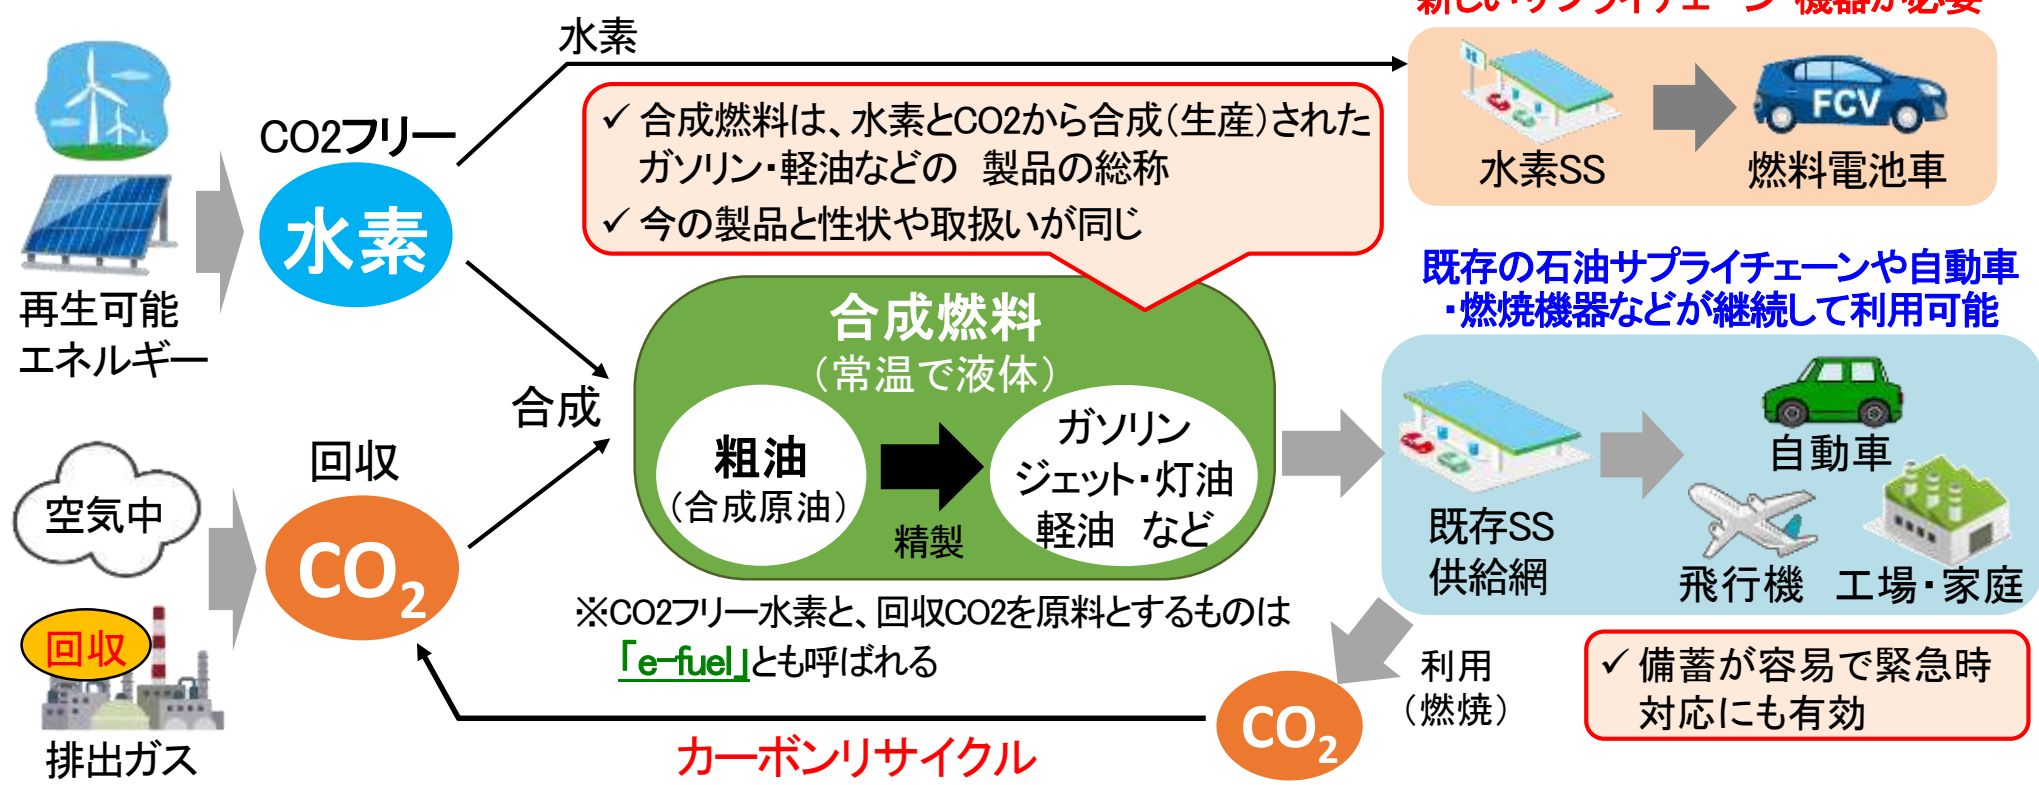 新しいサプライチェーン・機器が必要
水素
CO2フリー
水素
再生可能
エネルギー
✓ 合成燃料は、水素とCO2から合成（生産）された
ガソリン・軽油などの 製品の総称
✓ 今の製品と性状や取扱いが同じ
水素SS
FCV
燃料電池車
既存の石油サプライチェーンや自動車
・燃焼機器などが継続して利用可能
合成
合成燃料
（常温で液体）
粗油
（合成原油）
精製
ガソリン
ジェット・灯油
軽油 など
既存SS
供給網
自動車
飛行機
工場・家庭
空気中
回収
CO₂
回収
排出ガス
※CO2フリー水素と、回収CO2を原料とするものは
「e-fuel」とも呼ばれる
カーボンリサイクル
CO₂
利用
（燃焼）
✓ 備蓄が容易で緊急時
対応にも有効